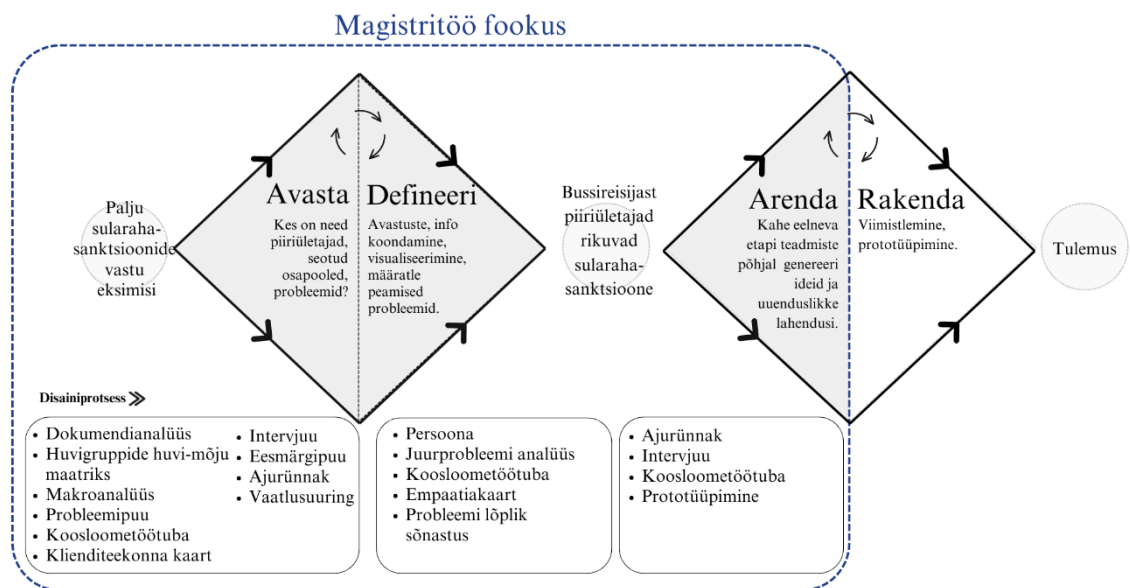 Magistritöö fookus
Palju
sularaha-
sanktsioonide
vastu
eksimisi
Avasta
Kes on need
piiriületajad,
seotud
osapooled,
probleemid?
Defineeri
Avastuste, info
koondamine,
visualiseerimine,
määratle
peamised
probleemid.
Bussireisijast
piiriületajad
rikuvad
sularaha-
sanktsioone
Arenda
Kahe eelneva
etapi teadmiste
põhjal genereeri
ideid ja
uuenduslikke
lahendusi.
Rakenda
Viimistlemine,
prototüüpimine.
Tulemus
Disainiprotsess
• Dokumendianalüüs
• Huvigruppide huvi-mõju
maatriks
• Makroanalüüs
• Probleemipuu
• Koosloometöötuba
• Klienditeekonna kaart
• Intervjuu
• Eesmärgipuu
• Ajurünnak
• Vaatlusuuring
• Persoona
• Juurprobleemi analüüs
• Koosloometöötuba
• Empaatiakaart
• Probleemi lõplik
sõnastus
• Ajurünnak
• Intervjuu
• Koosloometöötuba
• Prototüüpimine